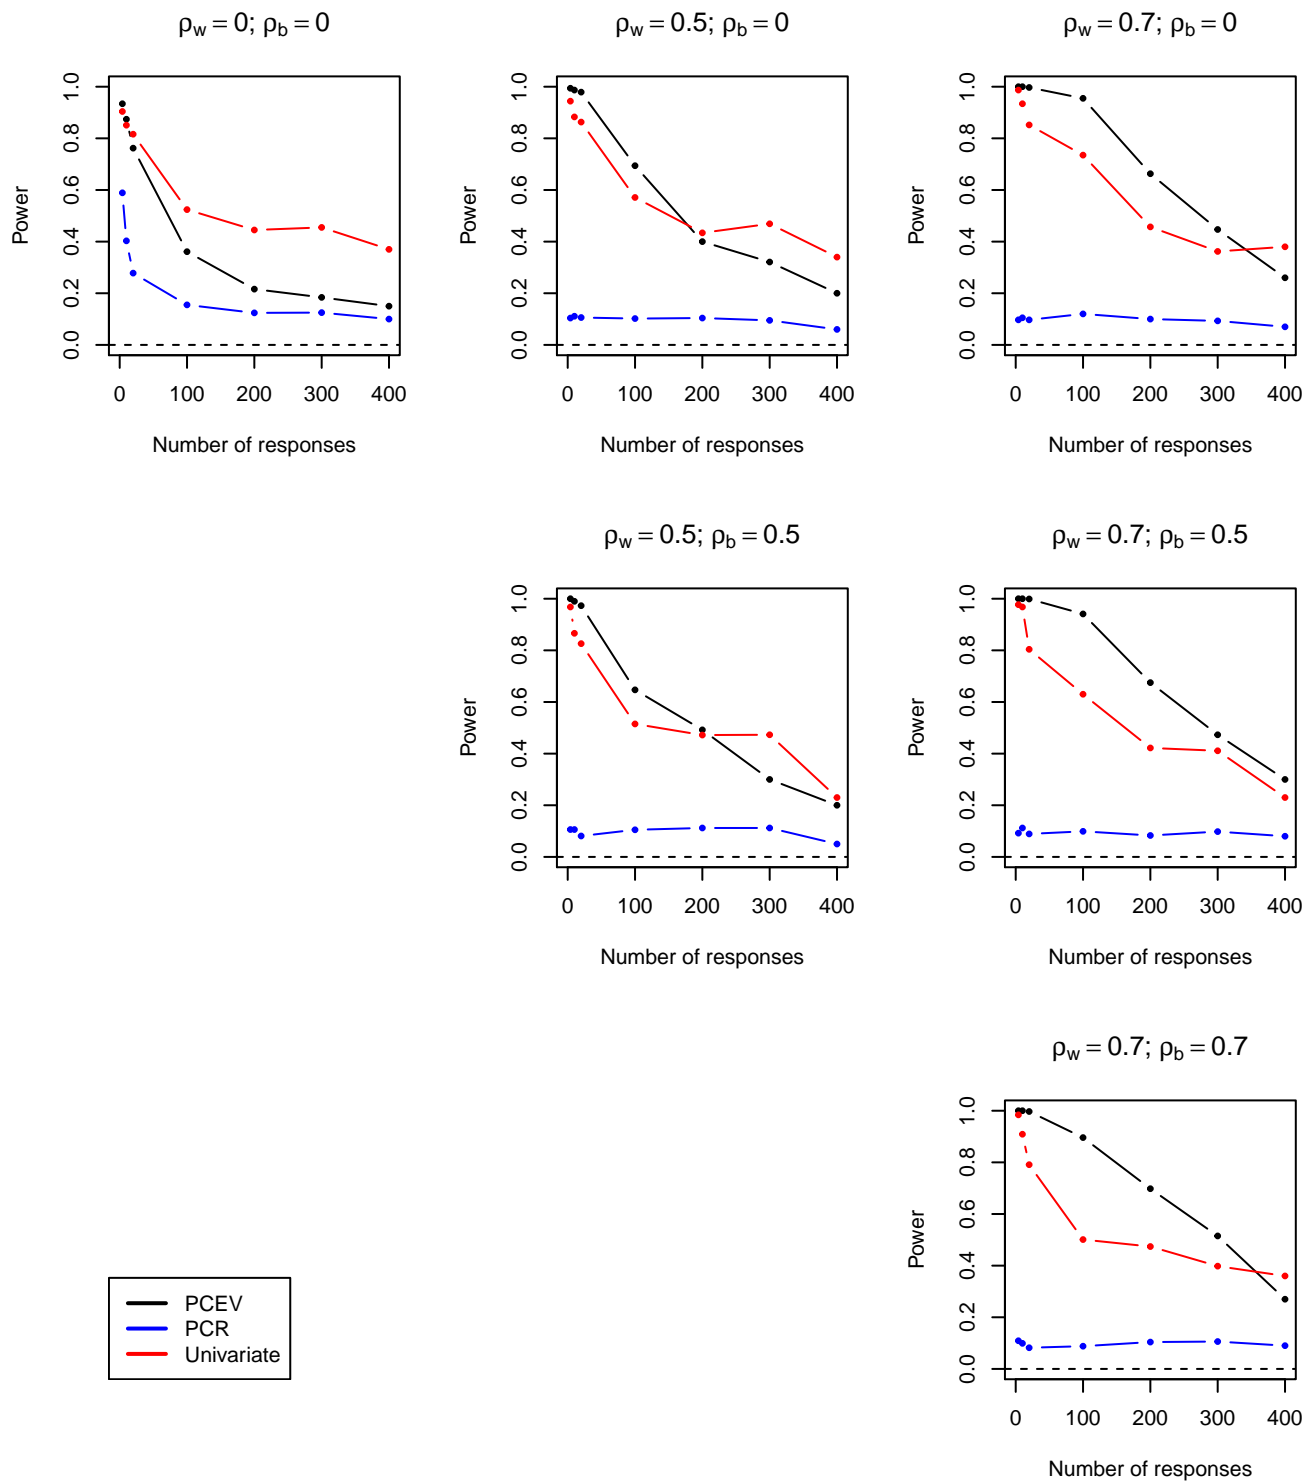 ρw = 0; ρb = 0
Power
0.0 0.2 0.4 0.6 0.8 1.0
0 100 200 300 400
Number of responses
ρw = 0.5; ρb = 0
Power
0.0 0.2 0.4 0.6 0.8 1.0
0 100 200 300 400
Number of responses
ρw = 0.7; ρb = 0
Power
0.0 0.2 0.4 0.6 0.8 1.0
0 100 200 300 400
Number of responses
ρw = 0.5; ρb = 0.5
Power
0.0 0.2 0.4 0.6 0.8 1.0
0 100 200 300 400
Number of responses
ρw = 0.7; ρb = 0.5
Power
0.0 0.2 0.4 0.6 0.8 1.0
0 100 200 300 400
Number of responses
ρw = 0.7; ρb = 0.7
Power
0.0 0.2 0.4 0.6 0.8 1.0
0 100 200 300 400
Number of responses
PCEV
PCR
Univariate